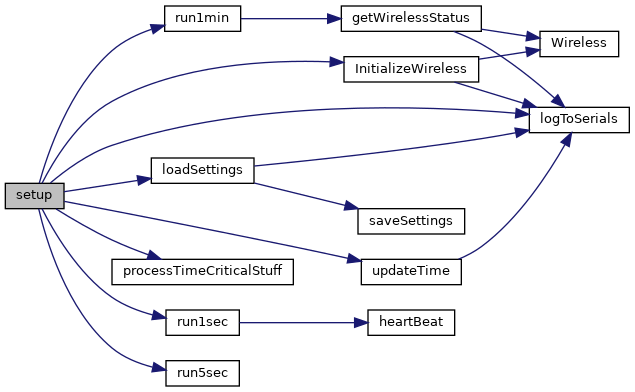 run1min
getWirelessStatus
Wireless
InitializeWireless
logToSerials
loadSettings
setup
saveSettings
processTimeCriticalStuff
updateTime
run1sec
heartBeat
run5sec